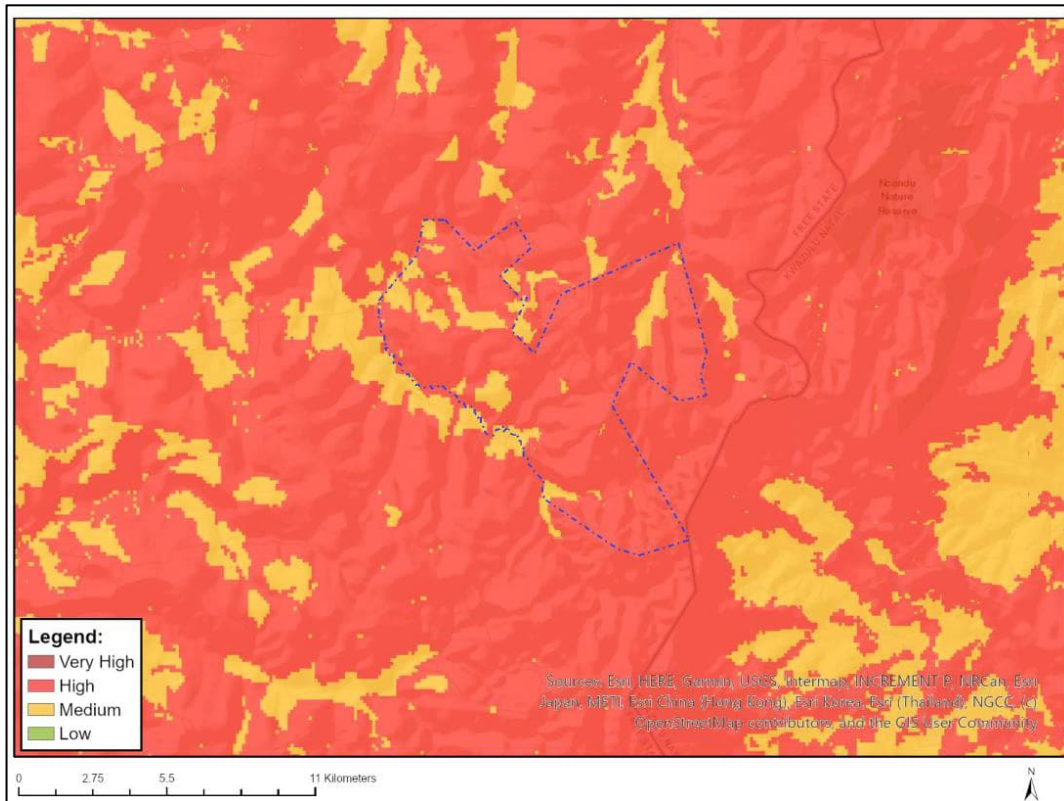 Ncandu
Nature
Reserve
FREE STATE
KWAZULU NATAL
Legend:
Very High
High
Medium
Low
Sources: Esri, HERE, Garmin, USGS, Intermap, INCREMENT P, NRCan, Esri
Japan, METI, Esri China (Hong Kong), Esri Korea, Esri (Thailand), NGCC, (c)
OpenStreetMap contributors, and the GIS User Community
0 2.75 5.5 11 Kilometers
N